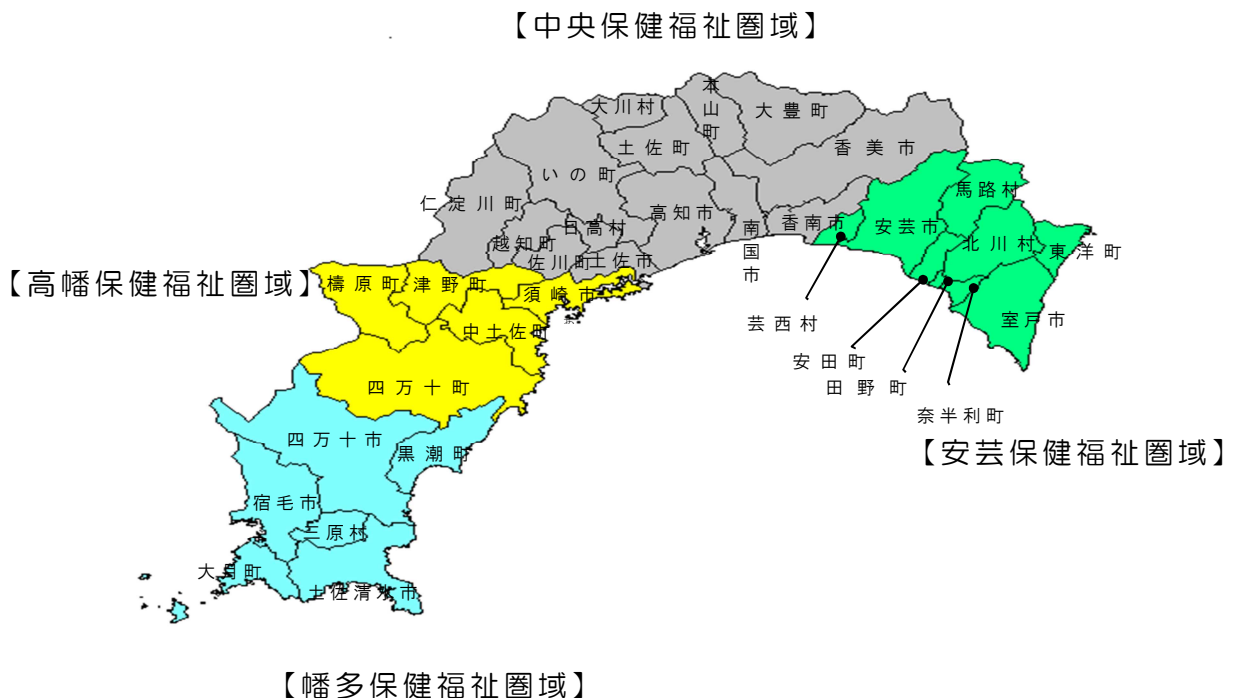 【中央保健福祉圏域】
本山町
大川村
大豊町
土佐町
香美市
いの町
馬路村
仁淀川町
高知市
香南市
安芸市
日高村
南国市
越知町
北川村
東洋町
佐川町
土佐市
【高幡保健福祉圏域】
檮原町
津野町
須崎市
中土佐町
芸西村
室戸市
安田町
田野町
四万十町
奈半利町
四万十市
黒潮町
【安芸保健福祉圏域】
宿毛市
三原村
大月町
土佐清水市
【幡多保健福祉圏域】